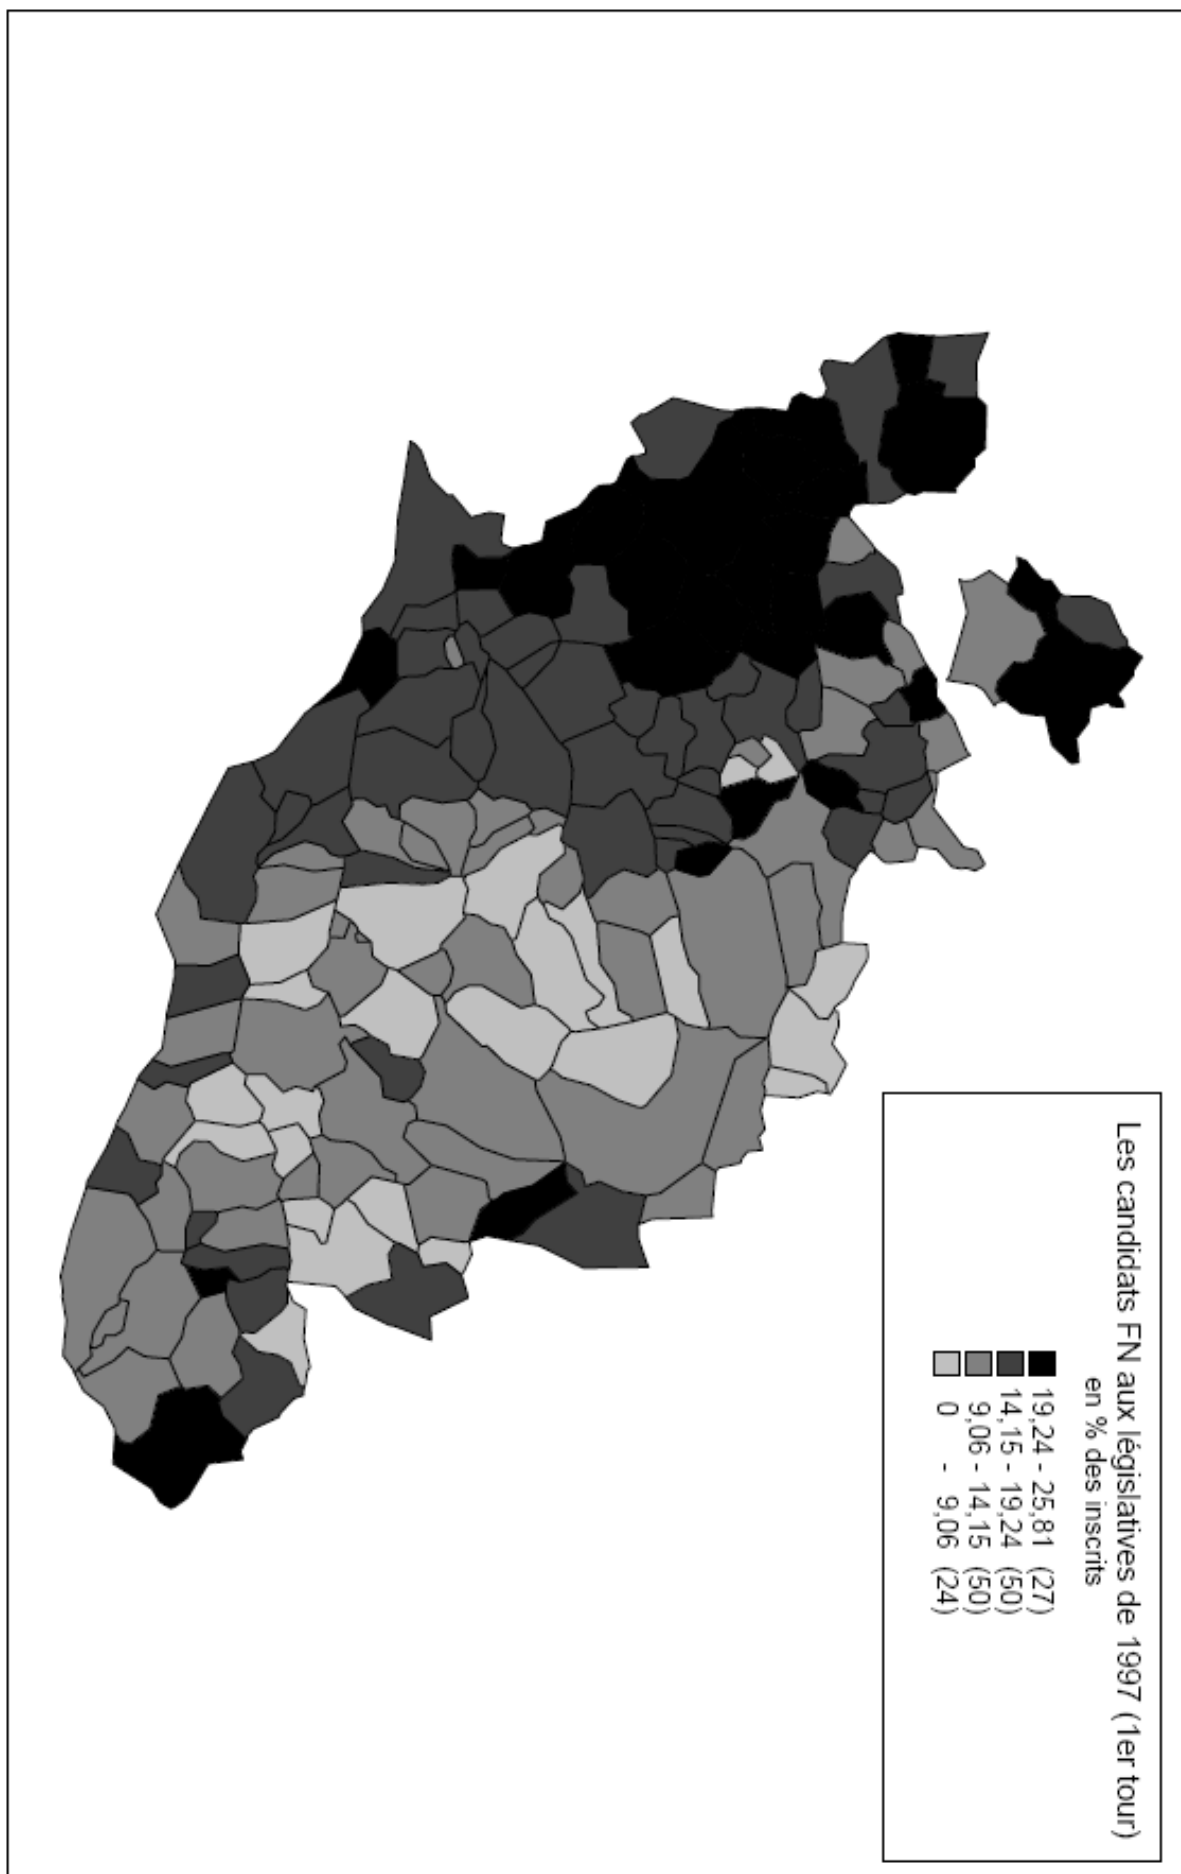 Les candidats FN aux législatives de 1997 (1er tour)
en % des inscrits
19,24 - 25,81 (27)
14,15 - 19,24 (50)
9,06 - 14,15 (50)
0 - 9,06 (24)